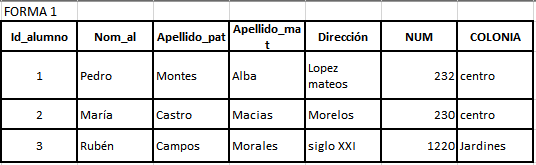 FORMA 1
Id_alumno Nom_al Apellido_pat Apellido_ma
t Dirección NUM COLONIA
1 Pedro Montes Alba Lopez
mateos 232 centro
2 María Castro Macias Morelos 230 centro
3 Rubén Campos Morales siglo XXI 1220 Jardines